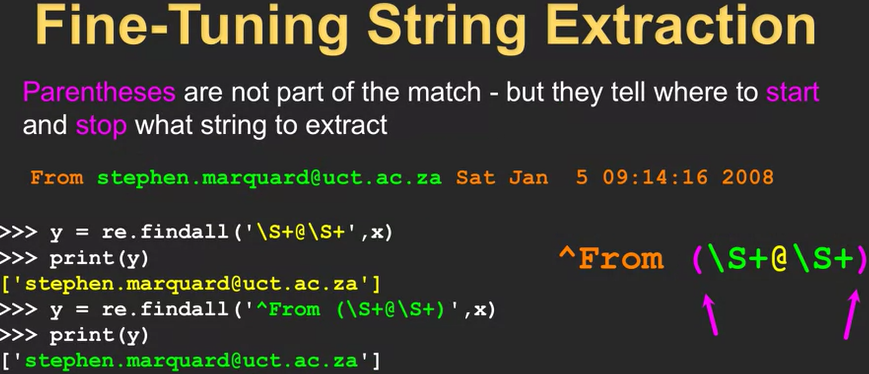 Fine-Tuning String Extraction
Parentheses are not part of the match - but they tell where to start
and stop what string to extract
From stephen.marquard@uct.ac.za Sat Jan  5 09:14:16 2008
>>> y = re.findall('\S+@\S+',x)
>>> print(y)
['stephen.marquard@uct.ac.za']
>>> y = re.findall('^From (\S+@\S+)',x)
>>> print(y)
['stephen.marquard@uct.ac.za']
^From (\S+@\S+)